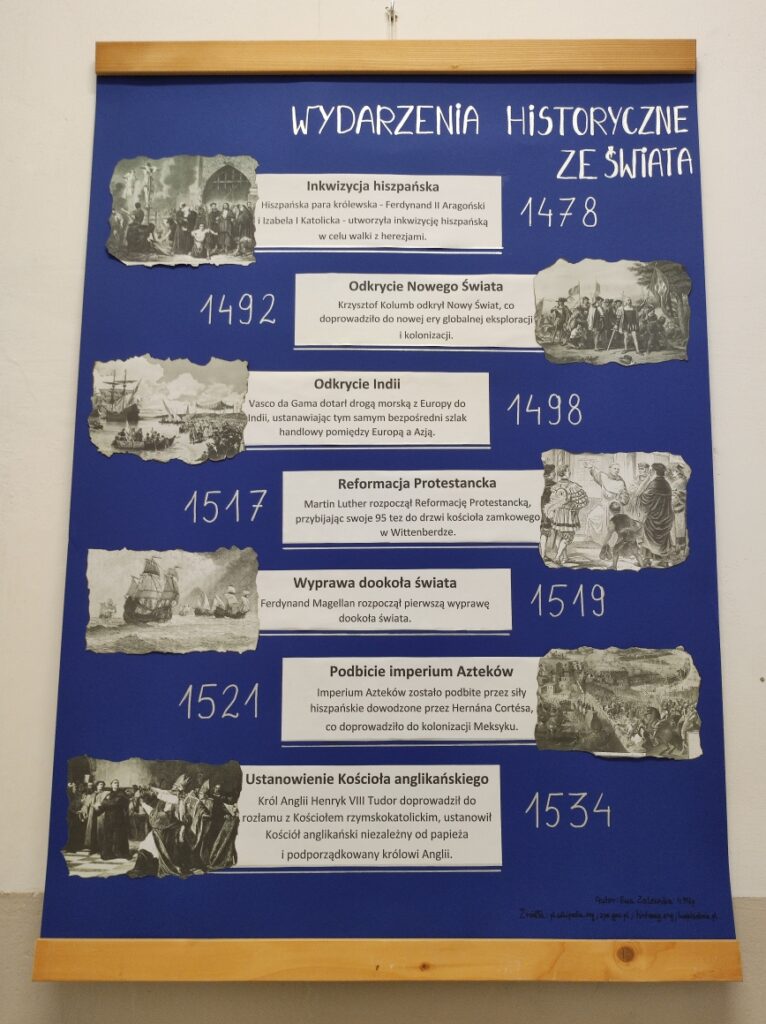 WYDARZENIA HISTORYCZNE
ZE ŚWIATA
Inkwizycja hiszpańska
Hiszpańska para królewska - Ferdynand II Aragoński
i Izabela I Katolicka - utworzyła inkwizycję hiszpańską
w celu walki z herezjami.
1478
1492
Odkrycie Nowego Świata
Krzysztof Kolumb odkrył Nowy Świat, co
doprowadziło do nowej ery globalnej eksploracji
i kolonizacji.
Odkrycie Indii
Vasco da Gama dotarł drogą morską z Europy do
Indii, ustanawiając tym samym bezpośredni szlak
handlowy pomiędzy Europą a Azją.
1498
1517
Reformacja Protestancka
Martin Luther rozpoczął Reformację Protestancką,
przybijając swoje 95 tez do drzwi kościoła zamkowego
w Wittenberdze.
Wyprawa dookoła świata
Ferdynand Magellan rozpoczął pierwszą wyprawę
dookoła świata.
1519
1521
Podbicie imperium Azteków
Imperium Azteków zostało podbite przez siły
hiszpańskie dowodzone przez Hernána Cortésa,
co doprowadziło do kolonizacji Meksyku.
Ustanowienie Kościoła anglikańskiego
Król Anglii Henryk VIII Tudor doprowadził do
rozłamu z Kościołem rzymskokatolickim, ustanowił
Kościół anglikański niezależny od papieża
i podporządkowany królowi Anglii.
1534
Autor: Ewa
Źródła: pl.wikipedia.org,